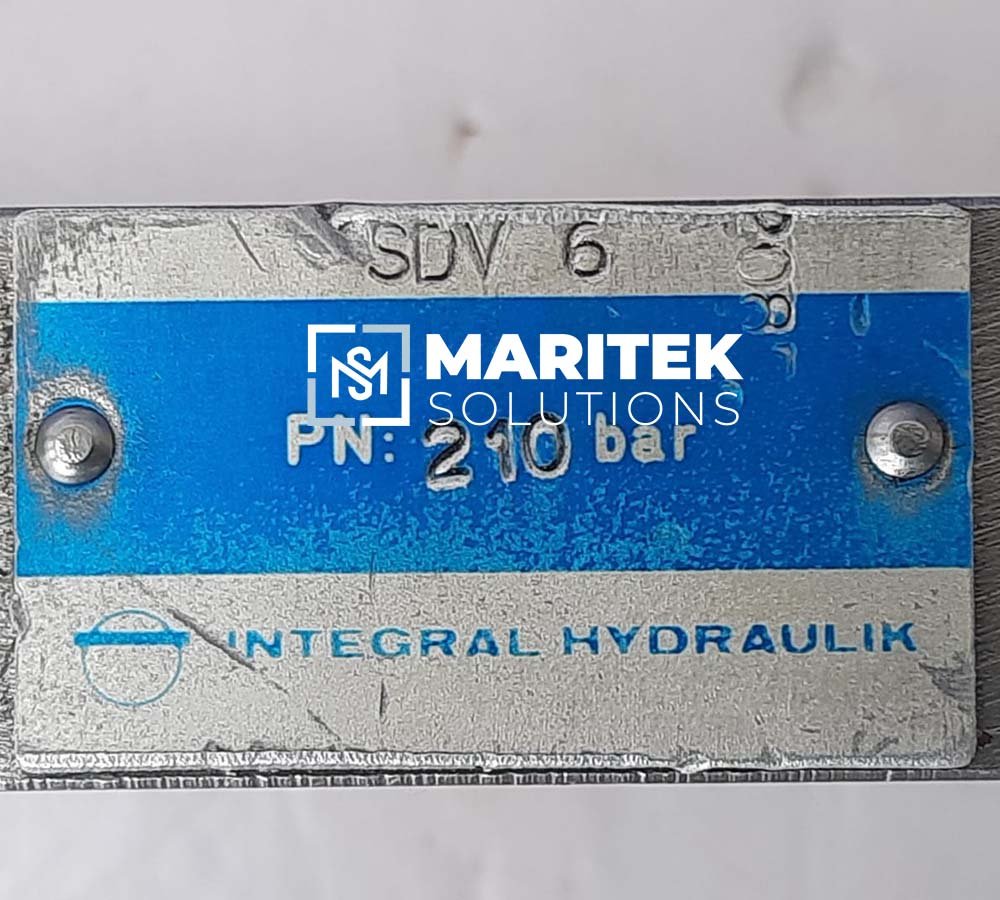 SDV 6
MARITEK
SOLUTIONS
PN: 210 bar
INTEGRAL HYDRAULIK